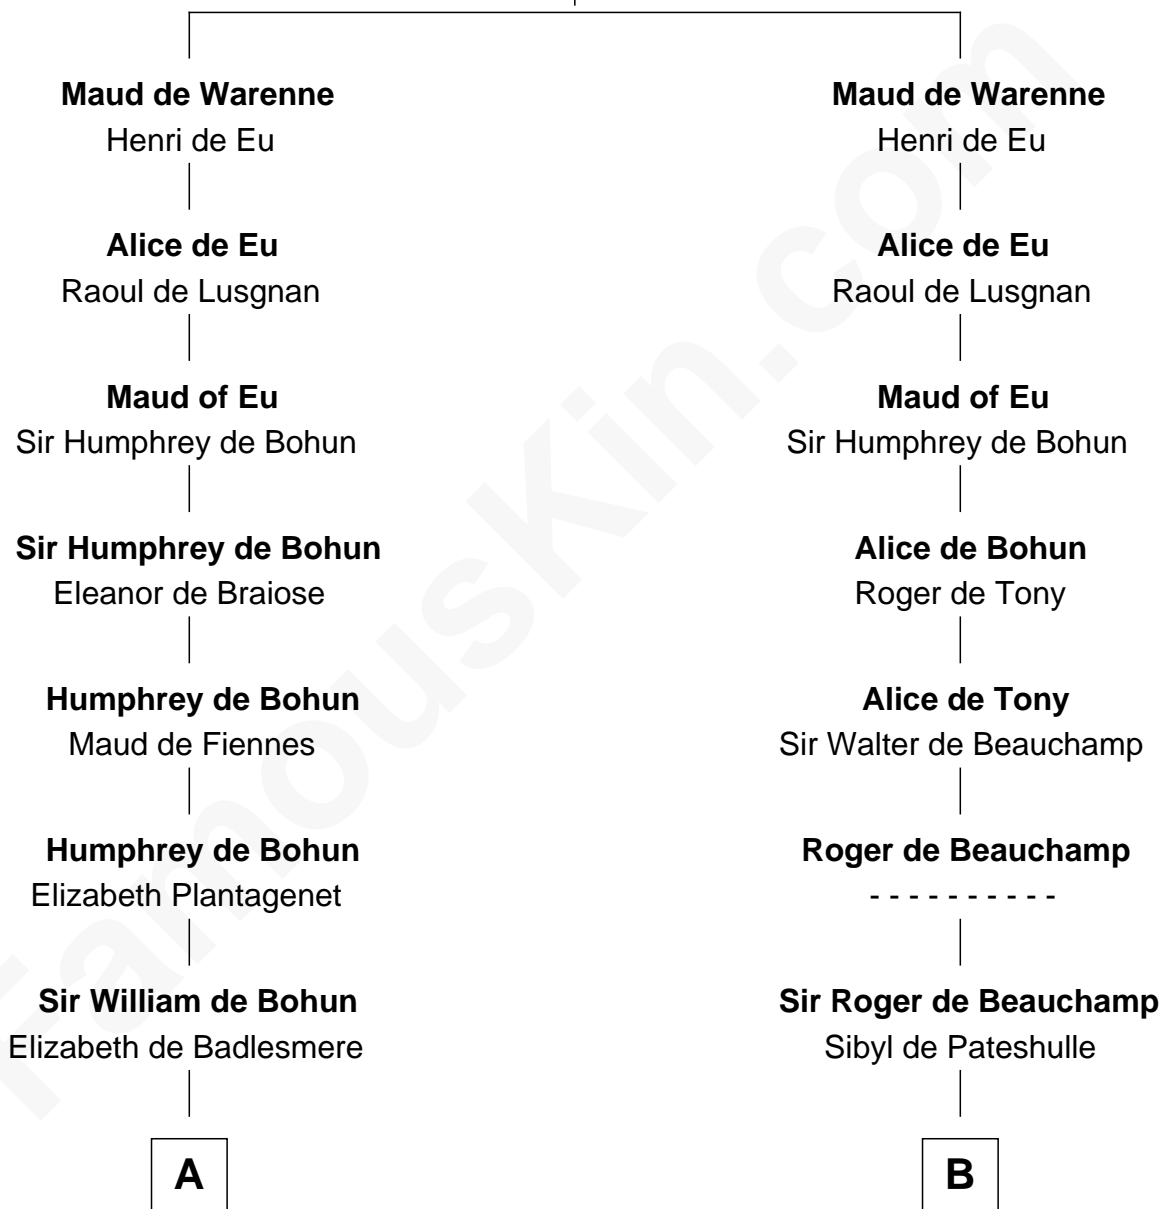 Maud de Warenne
Henri de Eu
Alice de Eu
Raoul de Lusgnan
Maud of Eu
Sir Humphrey de Bohun
Sir Humphrey de Bohun
Eleanor de Braiose
Humphrey de Bohun
Maud de Fiennes
Humphrey de Bohun
Elizabeth Plantagenet
Sir William de Bohun
Elizabeth de Badlesmere
A
Maud de Warenne
Henri de Eu
Alice de Eu
Raoul de Lusgnan
Maud of Eu
Sir Humphrey de Bohun
Alice de Bohun
Roger de Tony
Alice de Tony
Sir Walter de Beauchamp
Roger de Beauchamp
- - - - - - - - - -
Sir Roger de Beauchamp
Sibyl de Pateshulle
B
FamousKin.com